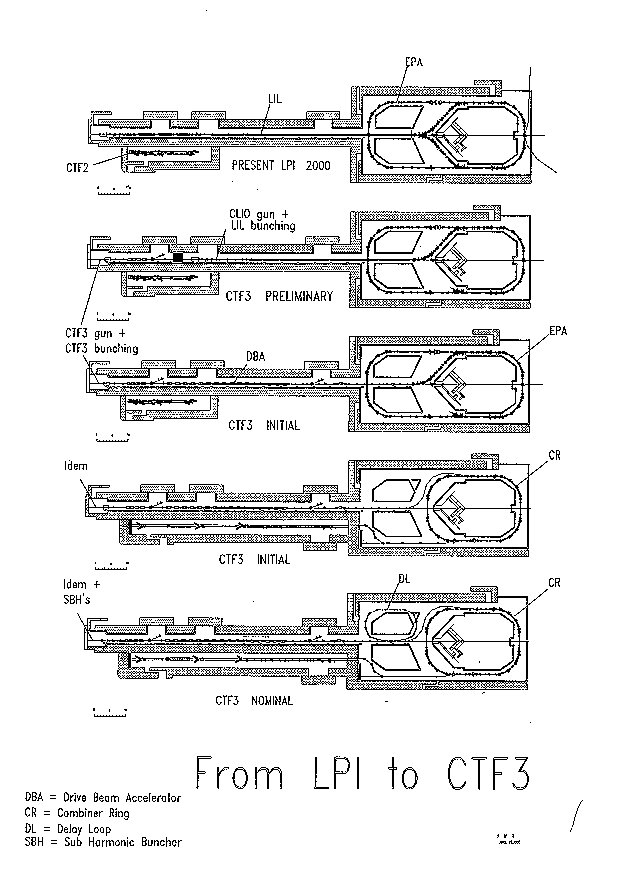 EPA
LIL
CTF2
PRESENT LPI 2000
CLIO gun +
LIL bunching
CTF3 PRELIMINARY
CTF3 gun +
CTF3 bunching
EPA
DBA
CTF3 INITIAL
Idem
CR
CTF3 INITIAL
Idem +
SBH's
DL
CR
CTF3 NOMINAL
From LPI to CTF3
DBA = Drive Beam Accelerator
CR = Combiner Ring
DL = Delay Loop
SBH = Sub Harmonic Buncher